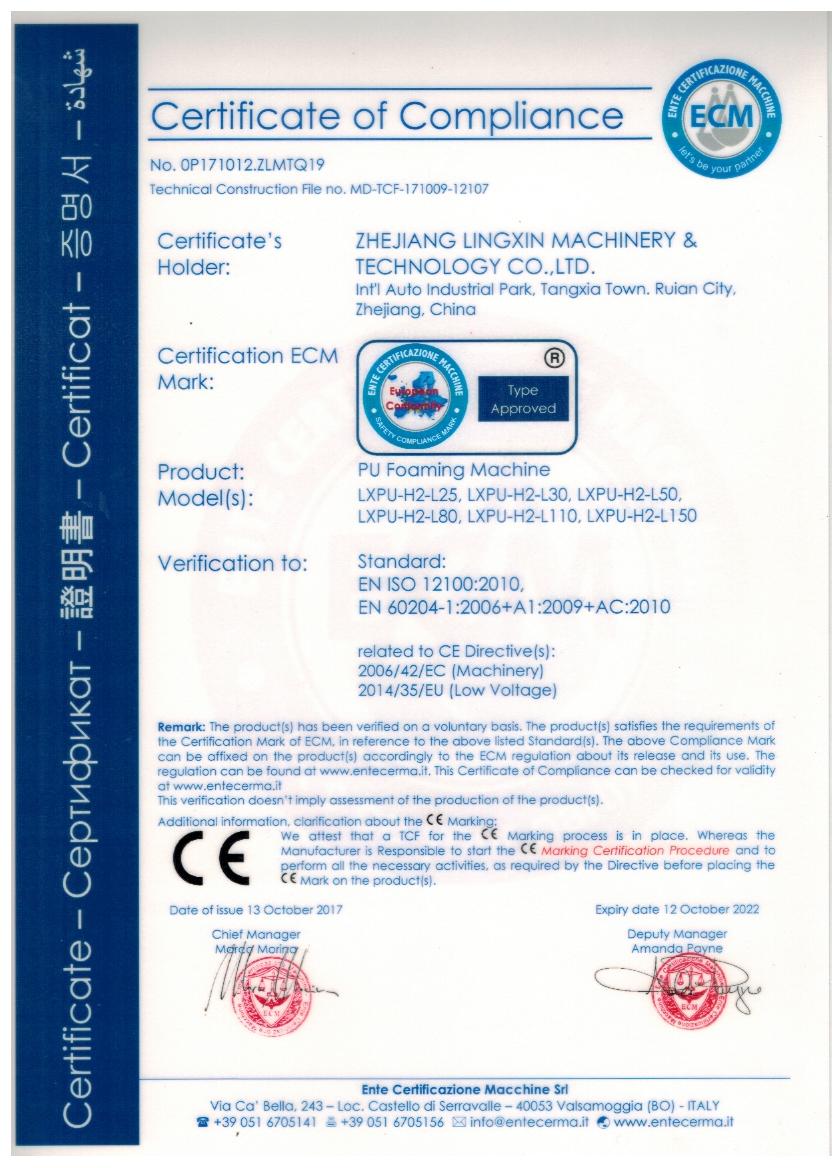 شهادة – 증명서 – Certificat – 證明書 – Сертификат – Certificate
Certificate of Compliance
ENTE CERTIFICAZIONE MACCHINE
ECM
let's be your partner
No. 0P171012.ZLMTQ19
Technical Construction File no. MD-TCF-171009-12107
Certificate's Holder:
ZHEJIANG LINGXIN MACHINERY &
TECHNOLOGY CO.,LTD.
Int'l Auto Industrial Park, Tangxia Town. Ruian City,
Zhejiang, China
Certification ECM Mark:
ENTE CERTIFICAZIONE MACCHINE
European
Conformity
SAFETY COMPLIANCE MARK
®
Type
Approved
Product: PU Foaming Machine
Model(s): LXPU-H2-L25, LXPU-H2-L30, LXPU-H2-L50,
LXPU-H2-L80, LXPU-H2-L110, LXPU-H2-L150
Verification to: Standard:
EN ISO 12100:2010,
EN 60204-1:2006+A1:2009+AC:2010
related to CE Directive(s):
2006/42/EC (Machinery)
2014/35/EU (Low Voltage)
Remark: The product(s) has been verified on a voluntary basis. The product(s) satisfies the requirements of
the Certification Mark of ECM, in reference to the above listed Standard(s). The above Compliance Mark
can be affixed on the product(s) accordingly to the ECM regulation about its release and its use. The
regulation can be found at www.entecerma.it. This Certificate of Compliance can be checked for validity
at www.entecerma.it
This verification doesn't imply assessment of the production of the product(s).
Additional information, clarification about the CE Marking:
CE
We attest that a TCF for the CE Marking process is in place. Whereas the
Manufacturer is Responsible to start the CE Marking Certification Procedure and to
perform all the necessary activities, as required by the Directive before placing the
CE Mark on the product(s).
Date of issue 13 October 2017 Expiry date 12 October 2022
Chief Manager
Marco Morina
Deputy Manager
Amanda Payne
ECM
ECM
Ente Certificazione Macchine Srl
Via Ca' Bella, 243 – Loc. Castello di Serravalle – 40053 Valsamoggia (BO) - ITALY
☎ +39 051 6705141 +39 051 6705156 ✉ info@entecerma.it www.entecerma.it